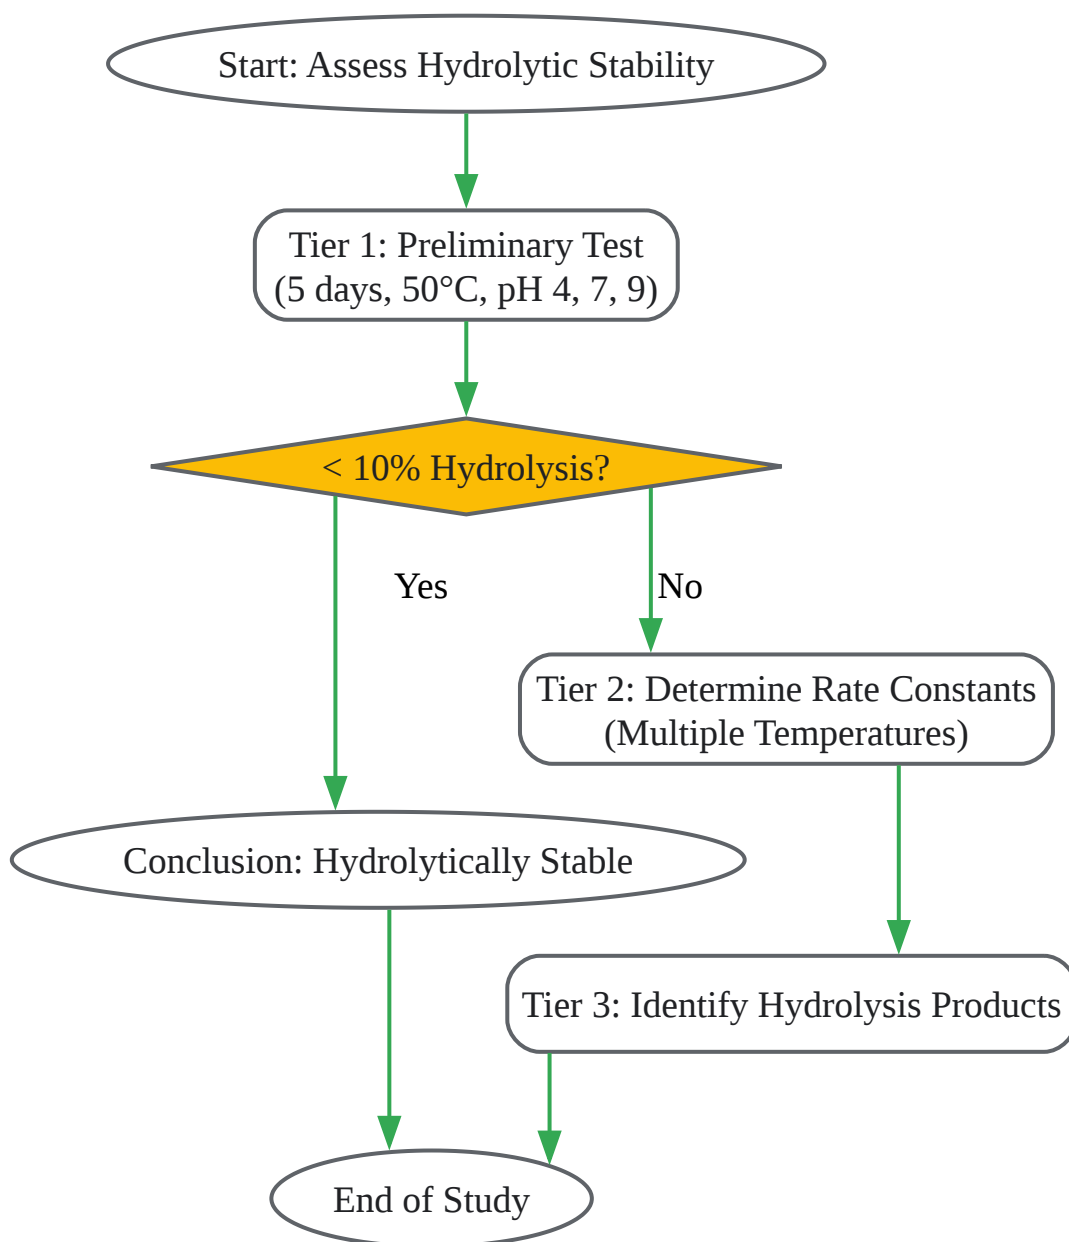 Start: Assess Hydrolytic Stability
Tier 1: Preliminary Test
(5 days, 50°C, pH 4, 7, 9)
< 10% Hydrolysis?
Yes
No
Tier 2: Determine Rate Constants
(Multiple Temperatures)
Conclusion: Hydrolytically Stable
Tier 3: Identify Hydrolysis Products
End of Study